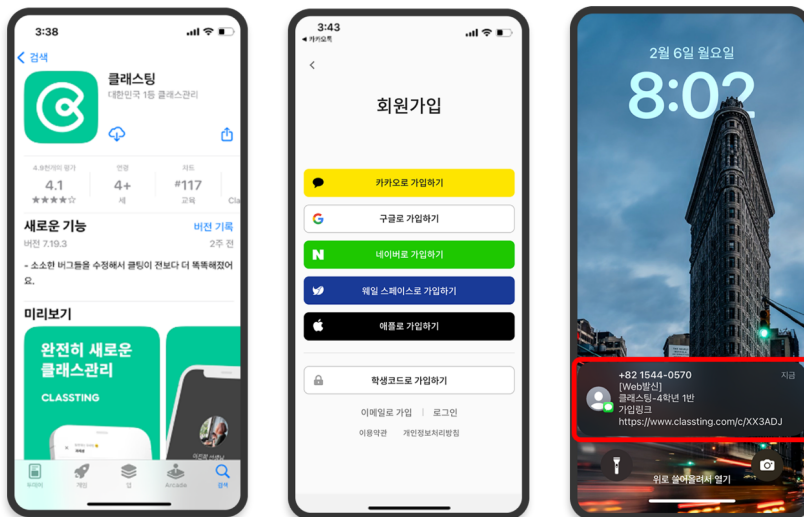 3:38
검색
클래스팅
대한민국 1등 클래스관리
4.9천개의 평가
연령
차트
4.1
4+
#117
★★★★☆
세
교육
Cla
새로운 기능
버전 기록
버전 7.19.3
2주 전
- 소소한 버그들을 수정해서 클팅이 전보다 더 똑똑해졌어
요.
미리보기
완전히 새로운
클래스관리
CLASSTING
투데이
게임
앱
Arcade
검색
3:43
◀ 카카오톡
회원가입
카카오로 가입하기
구글로 가입하기
네이버로 가입하기
웨일 스페이스로 가입하기
애플로 가입하기
학생코드로 가입하기
이메일로 가입 | 로그인
이용약관 개인정보처리방침
2월 6일 월요일
8:02
+82 1544-0570
지금
[Web발신]
클래스팅-4학년 1반
가입링크
https://www.classting.com/c/XX3ADJ
위로 쓸어올려서 열기